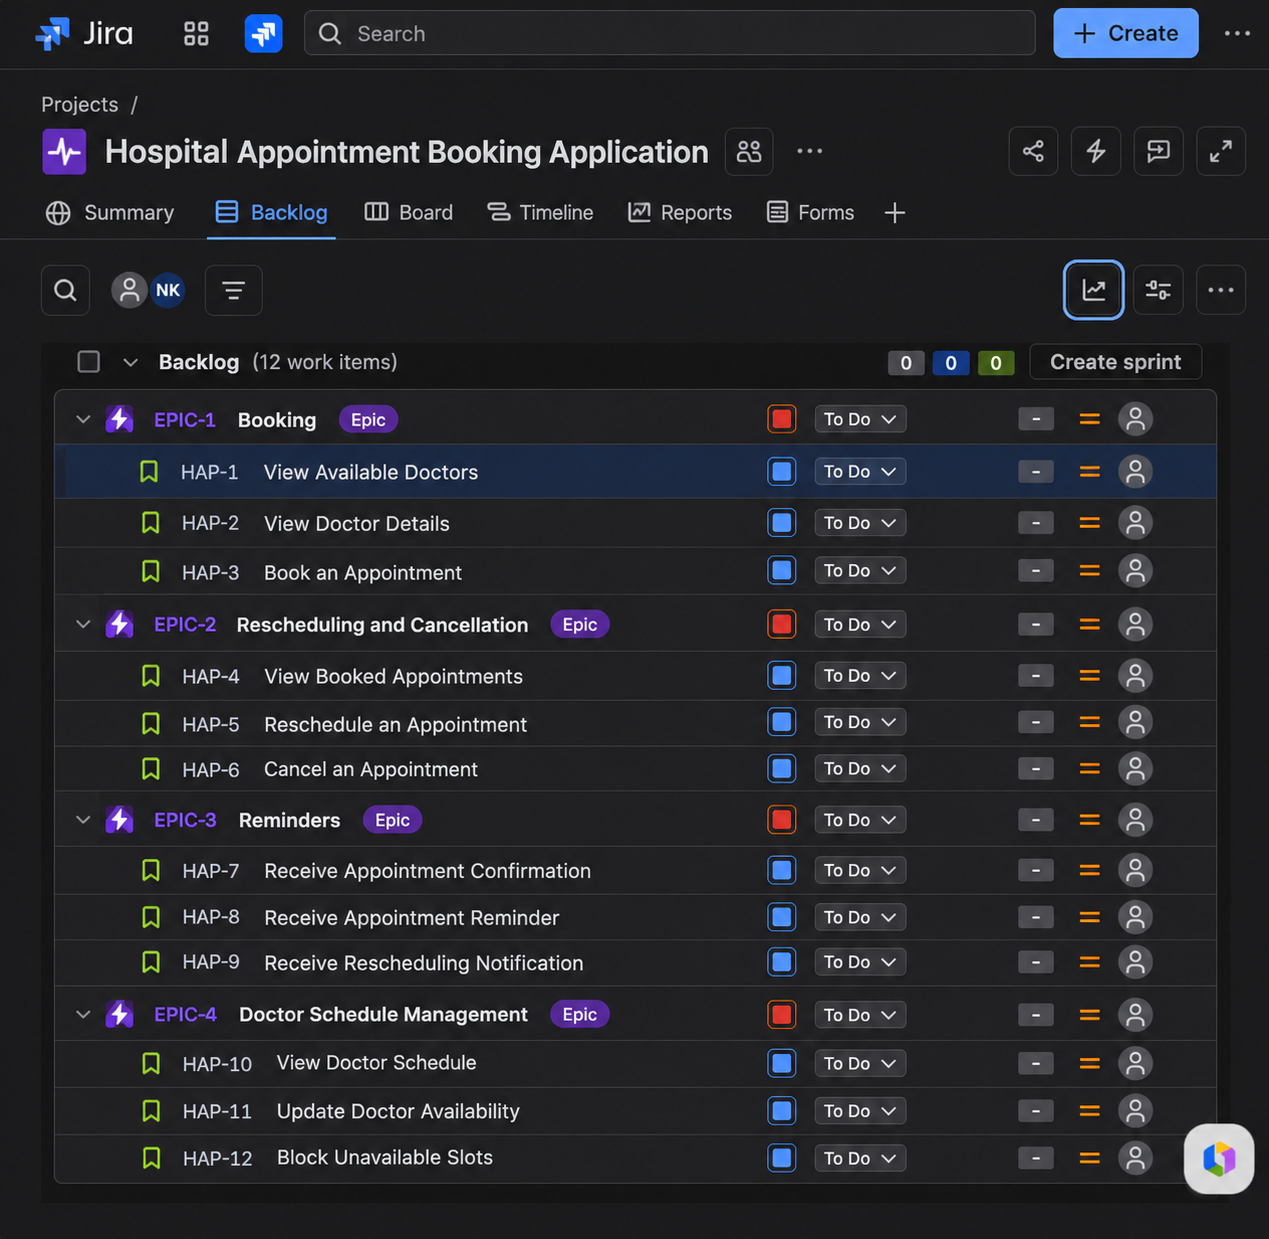 Jira Search + Create
Projects /
Hospital Appointment Booking Application
Summary Backlog Board Timeline Reports Forms +
NK
Backlog (12 work items) 0 0 0 Create sprint
EPIC-1 Booking Epic To Do -
HAP-1 View Available Doctors To Do -
HAP-2 View Doctor Details To Do -
HAP-3 Book an Appointment To Do -
EPIC-2 Rescheduling and Cancellation Epic To Do -
HAP-4 View Booked Appointments To Do -
HAP-5 Reschedule an Appointment To Do -
HAP-6 Cancel an Appointment To Do -
EPIC-3 Reminders Epic To Do -
HAP-7 Receive Appointment Confirmation To Do -
HAP-8 Receive Appointment Reminder To Do -
HAP-9 Receive Rescheduling Notification To Do -
EPIC-4 Doctor Schedule Management Epic To Do -
HAP-10 View Doctor Schedule To Do -
HAP-11 Update Doctor Availability To Do -
HAP-12 Block Unavailable Slots To Do -